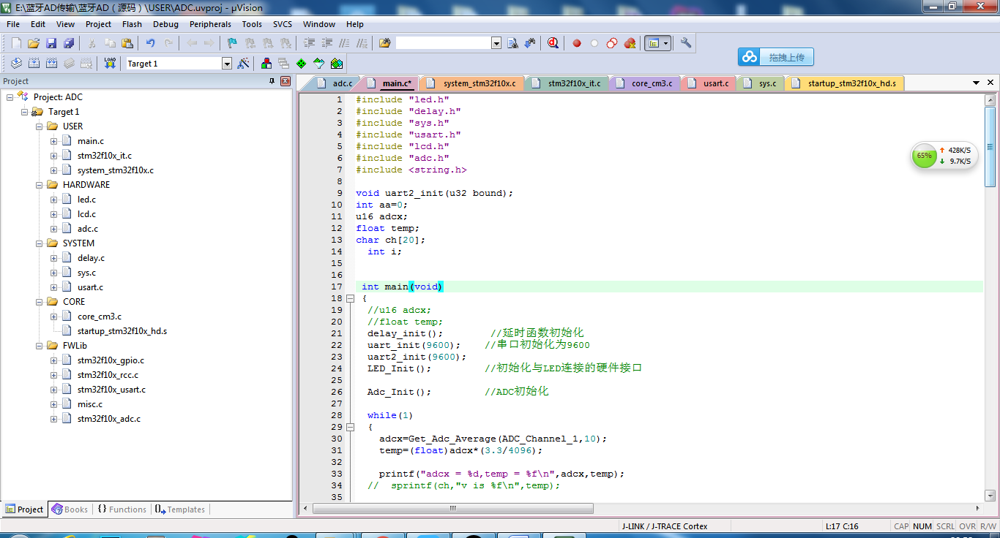 E:\蓝牙AD传输\蓝牙AD（源码）\USER\ADC.uvproj - µVision
File Edit View Project Flash Debug Peripherals Tools SVCS Window Help
LOAD
Target 1
拖拽上传
Project
adc.c main.c* system_stm32f10x.c stm32f10x_it.c core_cm3.c usart.c sys.c startup_stm32f10x_hd.s
Project: ADC
Target 1
USER
main.c
stm32f10x_it.c
system_stm32f10x.c
HARDWARE
led.c
lcd.c
adc.c
SYSTEM
delay.c
sys.c
usart.c
CORE
core_cm3.c
startup_stm32f10x_hd.s
FWLib
stm32f10x_gpio.c
stm32f10x_rcc.c
stm32f10x_usart.c
misc.c
stm32f10x_adc.c
Project Books {} Functions Templates
1 #include "led.h"
2 #include "delay.h"
3 #include "sys.h"
4 #include "usart.h"
5 #include "lcd.h"
6 #include "adc.h"
7 #include <string.h>
8
9 void uart2_init(u32 bound);
10 int aa=0;
11 u16 adcx;
12 float temp;
13 char ch[20];
14 int i;
15
16
17 int main(void)
18 {
19 //u16 adcx;
20 //float temp;
21 delay_init(); //延时函数初始化
22 uart_init(9600); //串口初始化为9600
23 uart2_init(9600);
24 LED_Init(); //初始化与LED连接的硬件接口
25
26 Adc_Init(); //ADC初始化
27
28 while(1)
29 {
30 adcx=Get_Adc_Average(ADC_Channel_1,10);
31 temp=(float)adcx*(3.3/4096);
32
33 printf("adcx = %d,temp = %f\n",adcx,temp);
34 // sprintf(ch,"v is %f\n",temp);
35
65%
428K/S
9.7K/S
J-LINK / J-TRACE Cortex L:17 C:16 CAP NUM SCRL OVR R/W